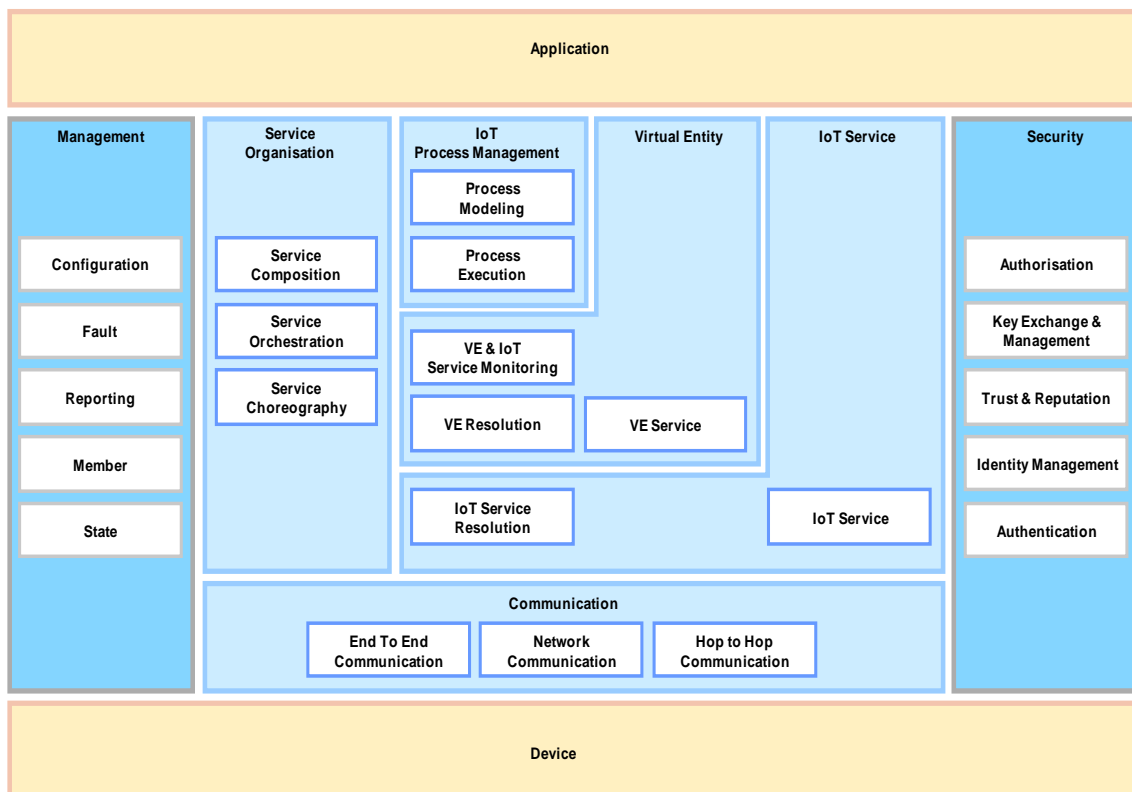 Application
Management
Configuration
Fault
Reporting
Member
State
Service
Organisation
Service
Composition
Service
Orchestration
Service
Choreography
IoT
Process Management
Process
Modeling
Process
Execution
Virtual Entity
VE & IoT
Service Monitoring
VE Resolution
VE Service
IoT Service
IoT Service
Resolution
IoT Service
Security
Authorisation
Key Exchange &
Management
Trust & Reputation
Identity Management
Authentication
Communication
End To End
Communication
Network
Communication
Hop to Hop
Communication
Device